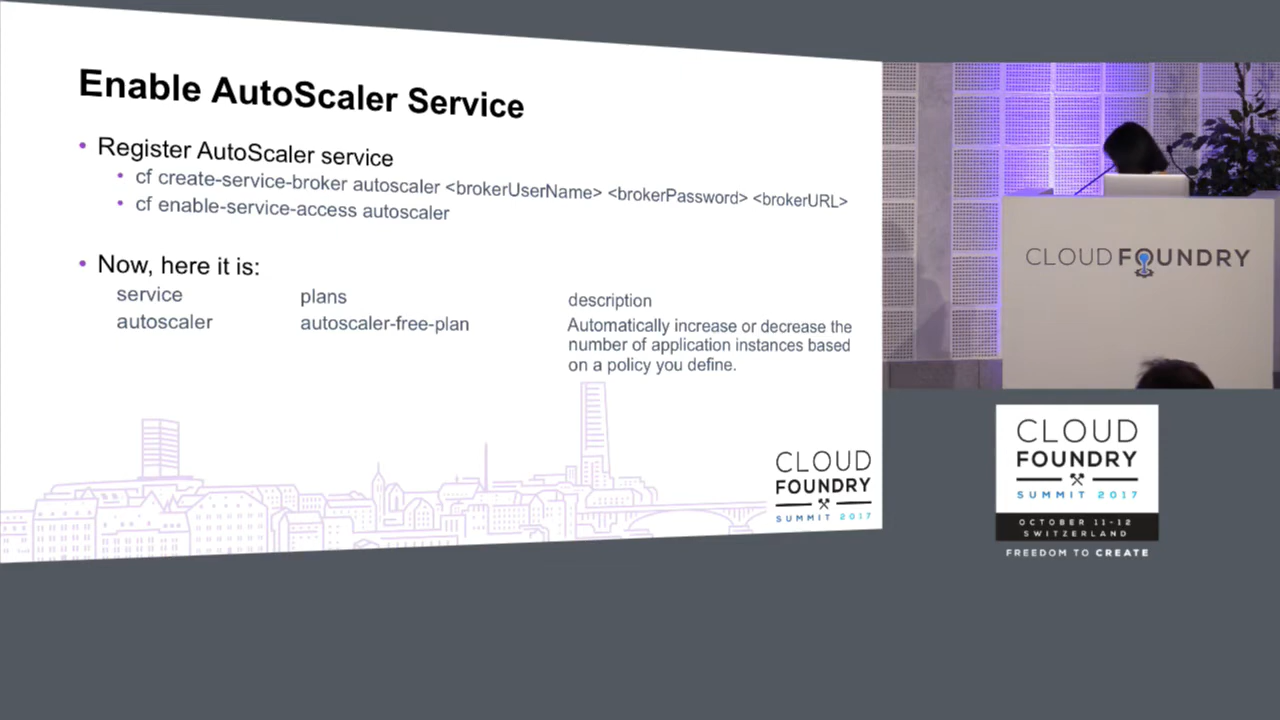 Enable AutoScaler Service
• Register AutoScaler service
• cf create-service-broker autoscaler <brokerUserName> <brokerPassword> <brokerURL>
• cf enable-service-access autoscaler
• Now, here it is:
service plans description
autoscaler autoscaler-free-plan Automatically increase or decrease the
number of application instances based
on a policy you define.
CLOUD
FOUNDRY
SUMMIT 2017
CLOUD FOUNDRY
CLOUD
FOUNDRY
SUMMIT 2017
OCTOBER 11-12
SWITZERLAND
FREEDOM TO CREATE